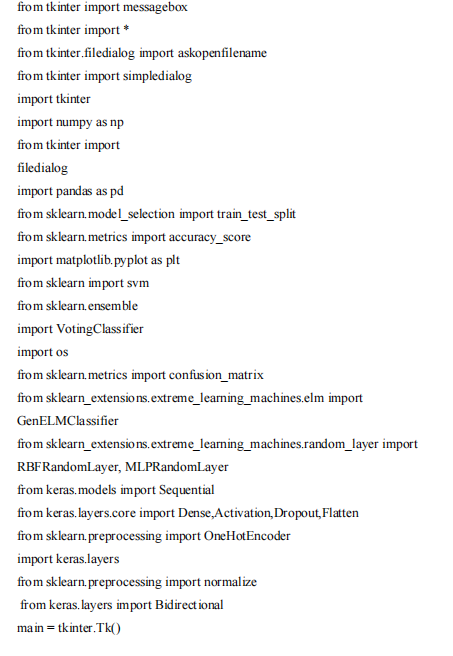 from tkinter import messagebox
from tkinter import *
from tkinter.filedialog import askopenfilename
from tkinter import simpledialog
import tkinter
import numpy as np
from tkinter import
filedialog
import pandas as pd
from sklearn.model_selection import train_test_split
from sklearn.metrics import accuracy_score
import matplotlib.pyplot as plt
from sklearn import svm
from sklearn.ensemble
import VotingClassifier
import os
from sklearn.metrics import confusion_matrix
from sklearn_extensions.extreme_learning_machines.elm import
GenELMClassifier
from sklearn_extensions.extreme_learning_machines.random_layer import
RBFRandomLayer, MLPRandomLayer
from keras.models import Sequential
from keras.layers.core import Dense,Activation,Dropout,Flatten
from sklearn.preprocessing import OneHotEncoder
import keras.layers
from sklearn.preprocessing import normalize
from keras.layers import Bidirectional
main = tkinter.Tk()